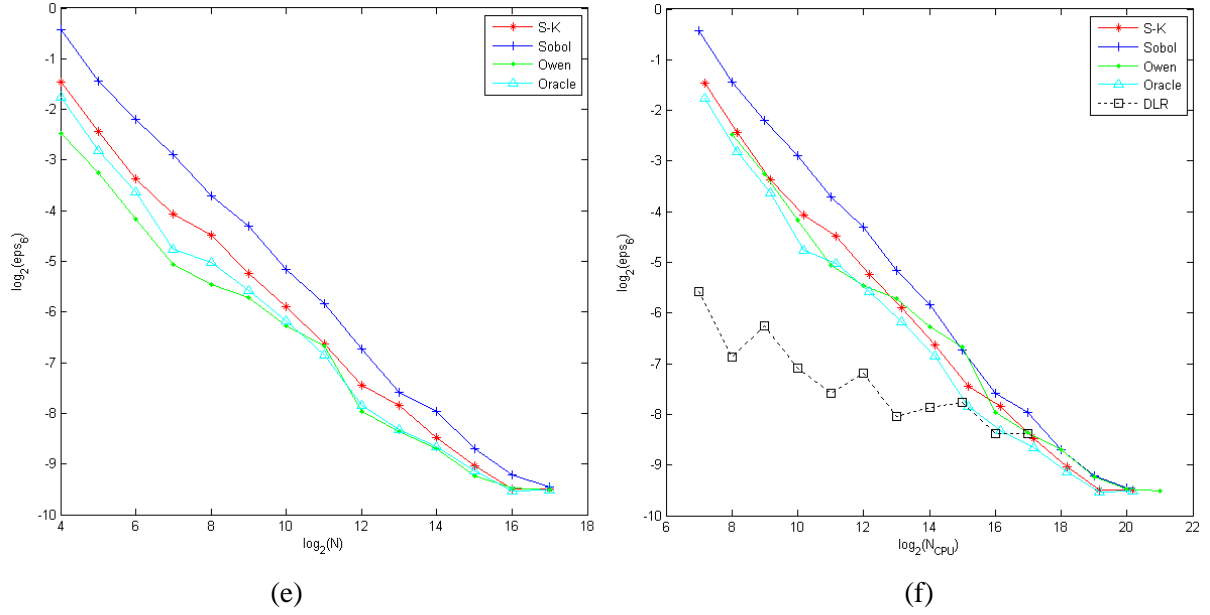 0
-1
-2
-3
-4
-5
-6
-7
-8
-9
-10
4 6 8 10 12 14 16 18
log2(N)
log2(eps6)
S-K
Sobol
Owen
Oracle
(e)
0
-1
-2
-3
-4
-5
-6
-7
-8
-9
-10
6 8 10 12 14 16 18 20 22
log2(NCPU)
log2(eps6)
S-K
Sobol
Owen
Oracle
DLR
(f)